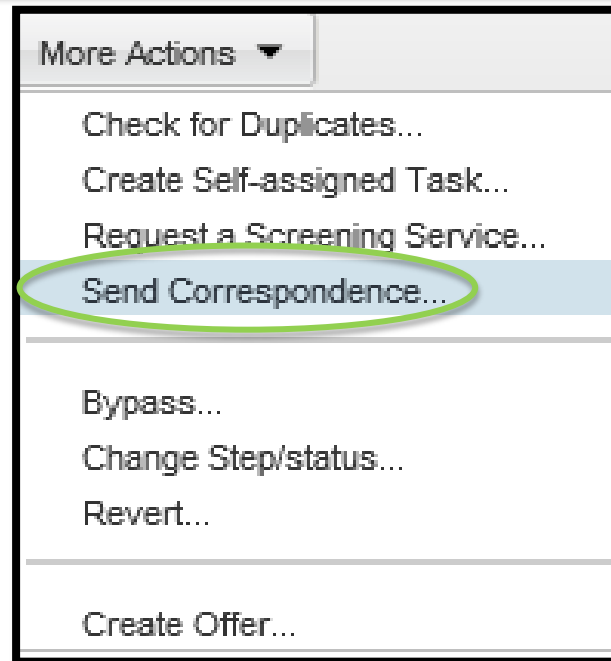 More Actions ▼
Check for Duplicates...
Create Self-assigned Task...
Request a Screening Service...
Send Correspondence...
Bypass...
Change Step/status...
Revert...
Create Offer...